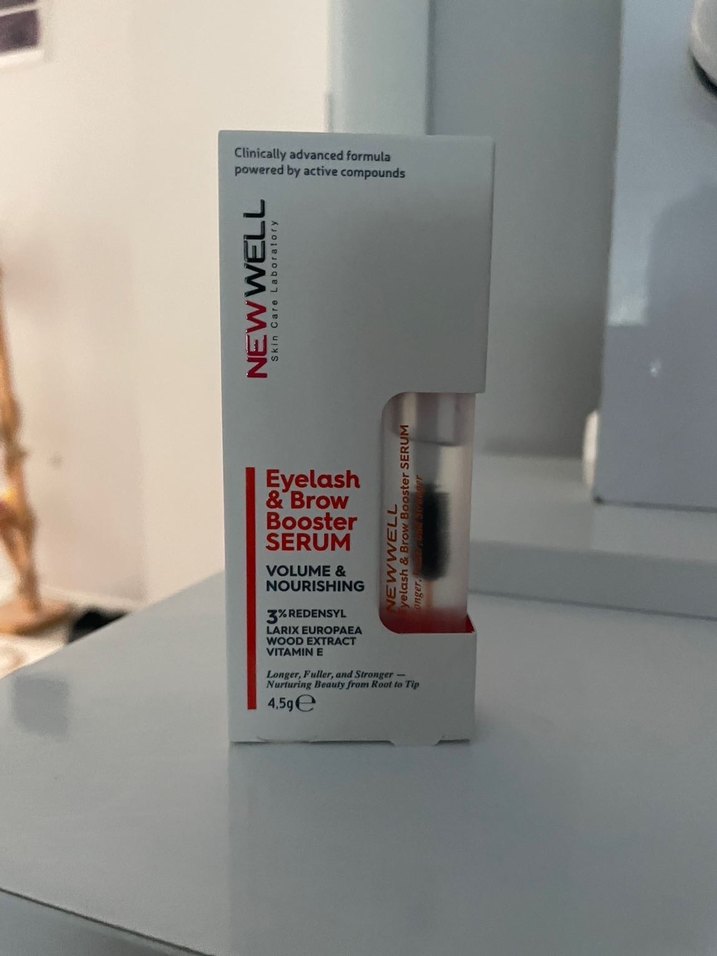 Clinically advanced formula
powered by active compounds
NEWWELL
Skin Care Laboratory
Eyelash
& Brow
Booster
SERUM
VOLUME &
NOURISHING
3% REDENSYL
LARIX EUROPAEA
WOOD EXTRACT
VITAMIN E
Longer, Fuller, and Stronger —
Nurturing Beauty from Root to Tip
4,5g℮
NEWWELL
yelash & Brow Booster SERUM